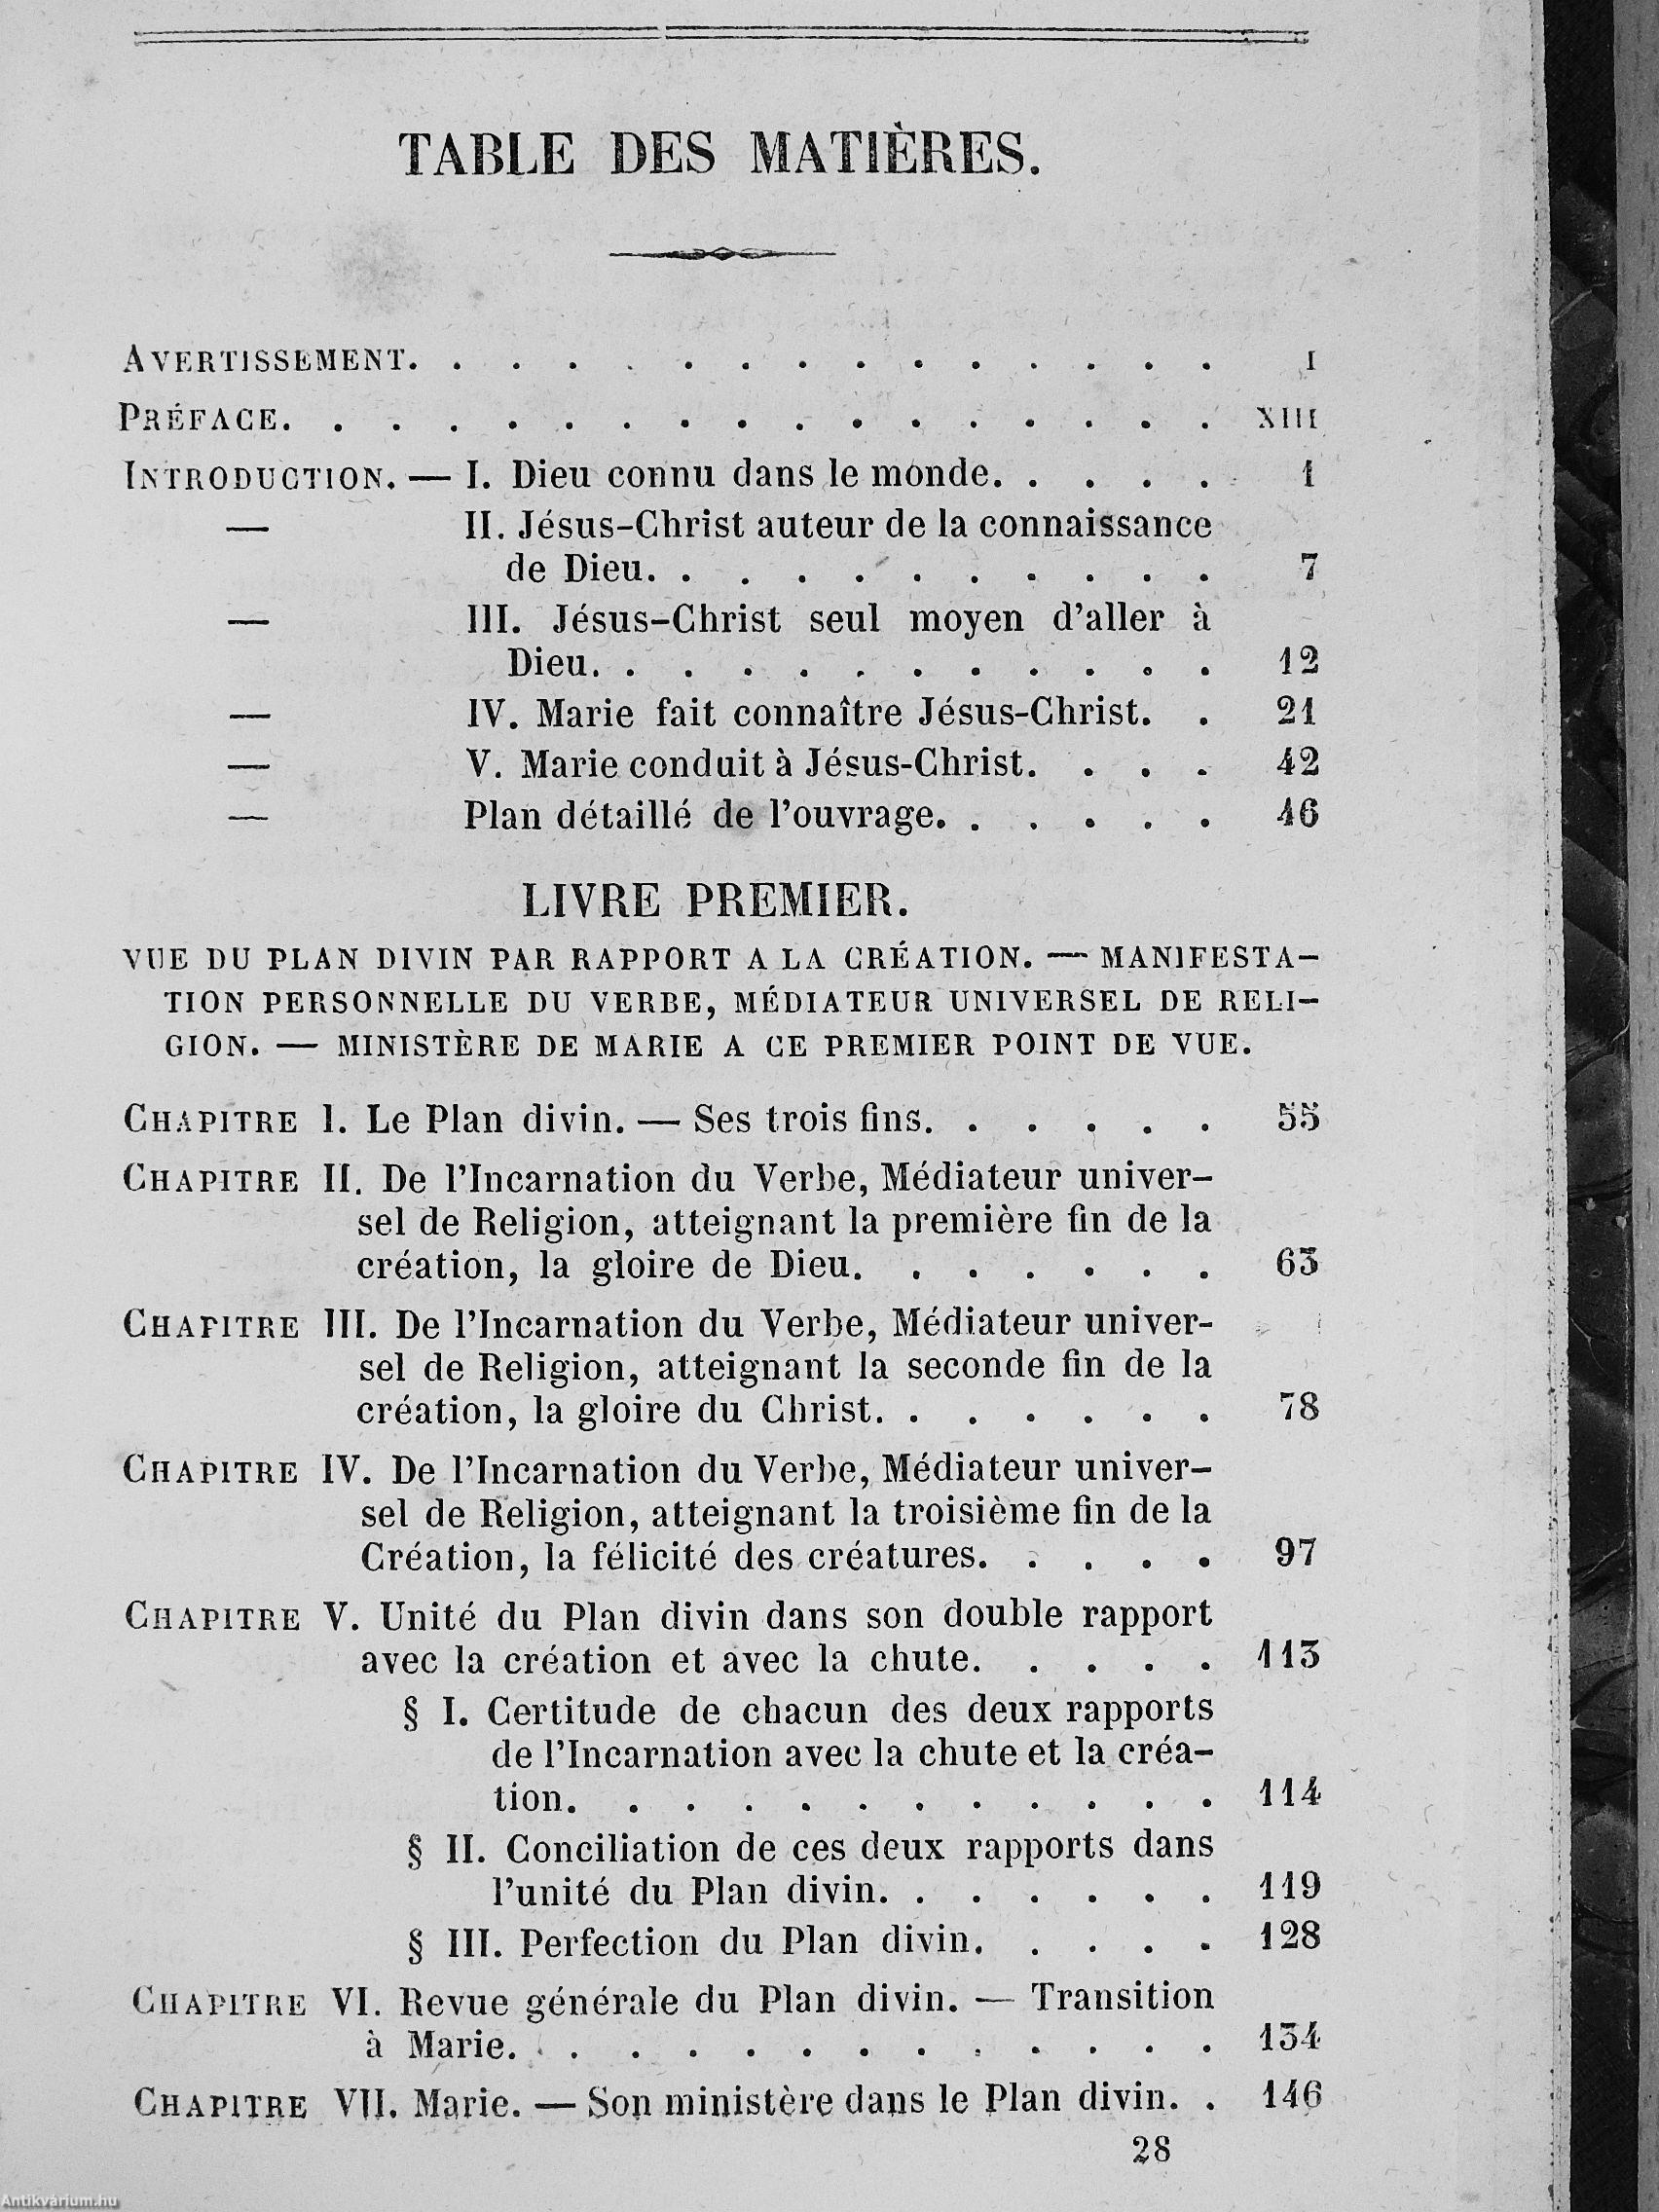 TABLE DES MATIÈRES.
AVERTISSEMENT. . . . . . . . . . . . . . . I
PRÉFACE. . . . . . . . . . . . . . . . . XIII
INTRODUCTION. — I. Dieu connu dans le monde. . . . . 1
— II. Jésus-Christ auteur de la connaissance
de Dieu. . . . . . . . . . . 7
— III. Jésus-Christ seul moyen d'aller à
Dieu. . . . . . . . . . . . 12
— IV. Marie fait connaître Jésus-Christ. . 21
— V. Marie conduit à Jésus-Christ. . . . 42
— Plan détaillé de l'ouvrage. . . . . . 46
LIVRE PREMIER.
VUE DU PLAN DIVIN PAR RAPPORT A LA CRÉATION. — MANIFESTA-
TION PERSONNELLE DU VERBE, MÉDIATEUR UNIVERSEL DE RELI-
GION. — MINISTÈRE DE MARIE A CE PREMIER POINT DE VUE.
CHAPITRE I. Le Plan divin. — Ses trois fins. . . . . . 55
CHAPITRE II. De l'Incarnation du Verbe, Médiateur univer-
sel de Religion, atteignant la première fin de la
création, la gloire de Dieu. . . . . . . 63
CHAPITRE III. De l'Incarnation du Verbe, Médiateur univer-
sel de Religion, atteignant la seconde fin de la
création, la gloire du Christ. . . . . . . 78
CHAPITRE IV. De l'Incarnation du Verbe, Médiateur univer-
sel de Religion, atteignant la troisième fin de la
Création, la félicité des créatures. . . . . 97
CHAPITRE V. Unité du Plan divin dans son double rapport
avec la création et avec la chute. . . . . 113
§ I. Certitude de chacun des deux rapports
de l'Incarnation avec la chute et la créa-
tion. . . . . . . . . . . . 114
§ II. Conciliation de ces deux rapports dans
l'unité du Plan divin. . . . . . . 119
§ III. Perfection du Plan divin. . . . . 128
CHAPITRE VI. Revue générale du Plan divin. — Transition
à Marie. . . . . . . . . . . . . 134
CHAPITRE VII. Marie. — Son ministère dans le Plan divin. . 146
28
Antikvárium.hu